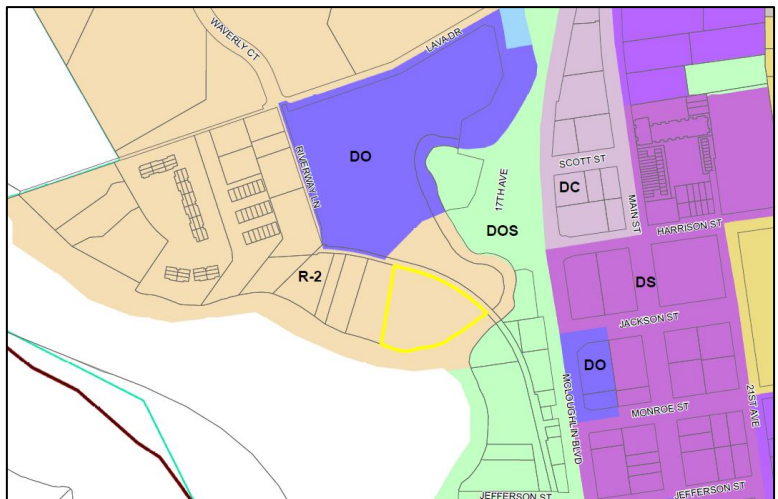 WAVERLY CT
LAVA DR
RIVERWAY LN
DO
17TH AVE
DOS
SCOTT ST
DC
MAIN ST
HARRISON ST
R-2
DS
JACKSON ST
DO
MCLOUGHLIN BLVD
MONROE ST
21ST AVE
JEFFERSON ST
JEFFERSON ST